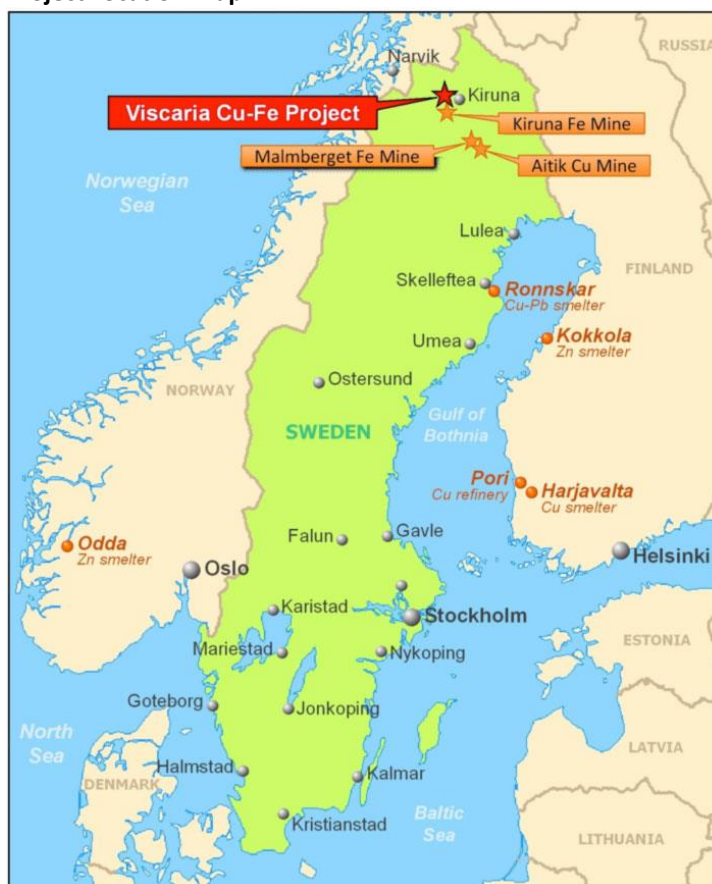 Narvik
RUSSIA
Kiruna
Viscaria Cu-Fe Project
Kiruna Fe Mine
Malmberget Fe Mine
Aitik Cu Mine
Norwegian
Sea
Lulea
FINLAND
Skelleftea
Ronnskar
Cu-Pb smelter
Umea
Kokkola
Zn smelter
NORWAY
Ostersund
Gulf of
Bothnia
SWEDEN
Pori
Cu refinery
Harjavalta
Cu smelter
Odda
Zn smelter
Falun
Gavle
Oslo
Helsinki
Karistad
Stockholm
ESTONIA
Mariestad
Nykoping
Goteborg
Jonkoping
North
Sea
LATVIA
Halmstad
Kalmar
DENMARK
Baltic
Sea
Kristianstad
LITHUANIA